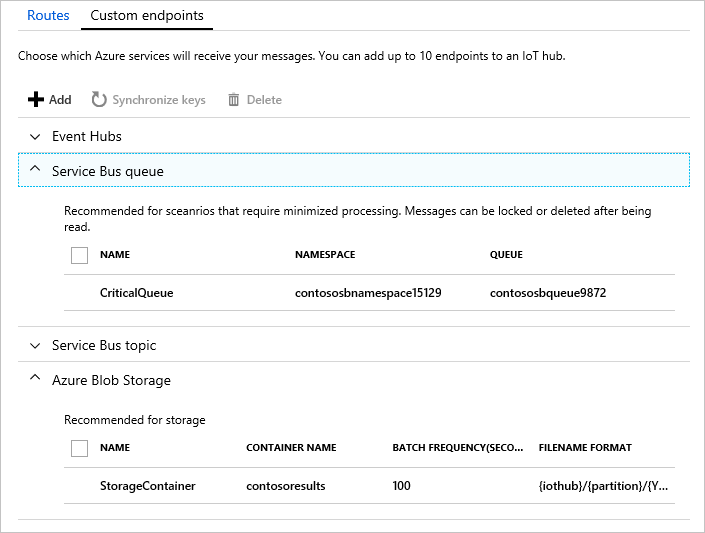 Routes Custom endpoints
Choose which Azure services will receive your messages. You can add up to 10 endpoints to an IoT hub.
Add Synchronize keys Delete
Event Hubs
Service Bus queue
Recommended for sceanrios that require minimized processing. Messages can be locked or deleted after being
read.
NAME NAMESPACE QUEUE
CriticalQueue contososbnamespace15129 contososbqueue9872
Service Bus topic
Azure Blob Storage
Recommended for storage
NAME CONTAINER NAME BATCH FREQUENCY(SECO... FILENAME FORMAT
StorageContainer contosoresults 100 {iothub}/{partition}/{Y...